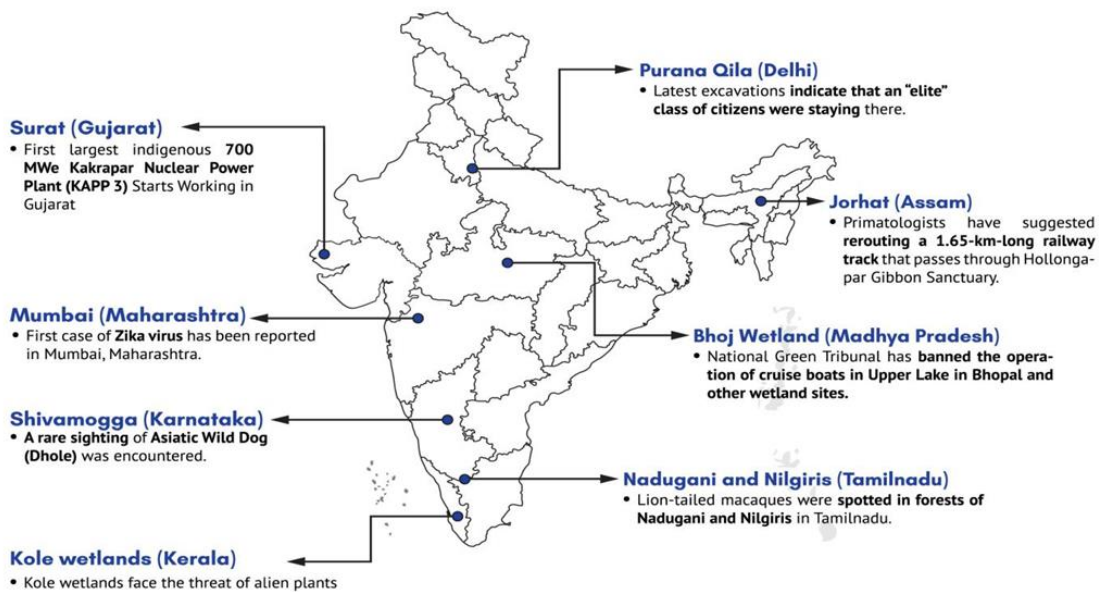 Purana Qila (Delhi)
• Latest excavations indicate that an “elite”
class of citizens were staying there.
Surat (Gujarat)
• First largest indigenous 700
MWe Kakrapar Nuclear Power
Plant (KAPP 3) Starts Working in
Gujarat
Jorhat (Assam)
• Primatologists have suggested
rerouting a 1.65-km-long railway
track that passes through Hollonga-
par Gibbon Sanctuary.
Mumbai (Maharashtra)
• First case of Zika virus has been reported
in Mumbai, Maharashtra.
Bhoj Wetland (Madhya Pradesh)
• National Green Tribunal has banned the opera-
tion of cruise boats in Upper Lake in Bhopal and
other wetland sites.
Shivamogga (Karnataka)
• A rare sighting of Asiatic Wild Dog
(Dhole) was encountered.
Nadugani and Nilgiris (Tamilnadu)
• Lion-tailed macaques were spotted in forests of
Nadugani and Nilgiris in Tamilnadu.
Kole wetlands (Kerala)
• Kole wetlands face the threat of alien plants